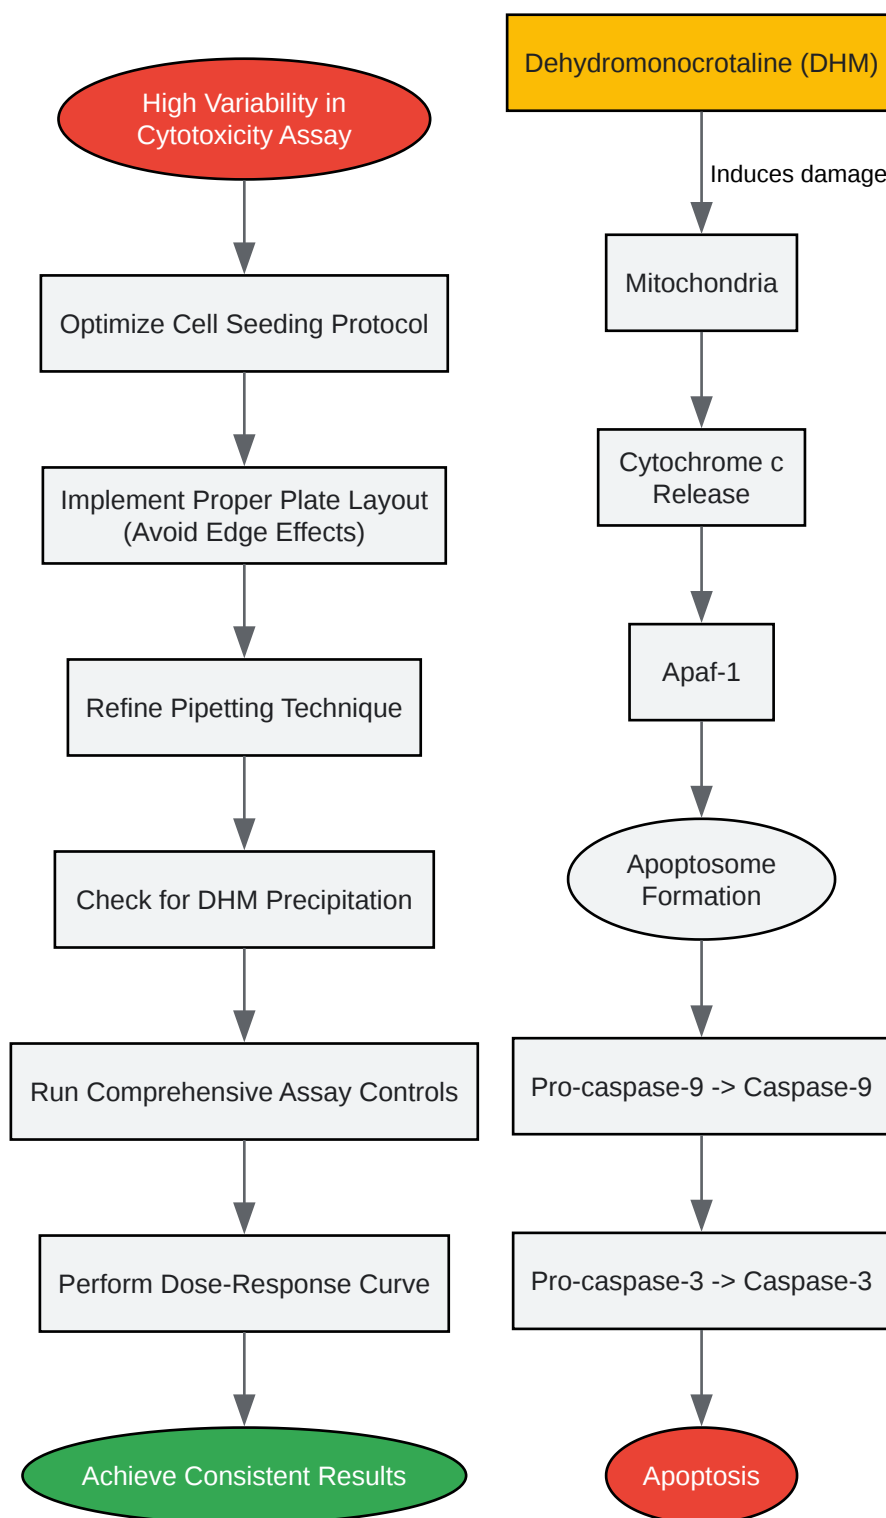 High Variability in
Cytotoxicity Assay
Optimize Cell Seeding Protocol
Implement Proper Plate Layout
(Avoid Edge Effects)
Refine Pipetting Technique
Check for DHM Precipitation
Run Comprehensive Assay Controls
Perform Dose-Response Curve
Achieve Consistent Results
Dehydromonocrotaline (DHM)
Induces damage
Mitochondria
Cytochrome c
Release
Apaf-1
Apoptosome
Formation
Pro-caspase-9 -> Caspase-9
Pro-caspase-3 -> Caspase-3
Apoptosis